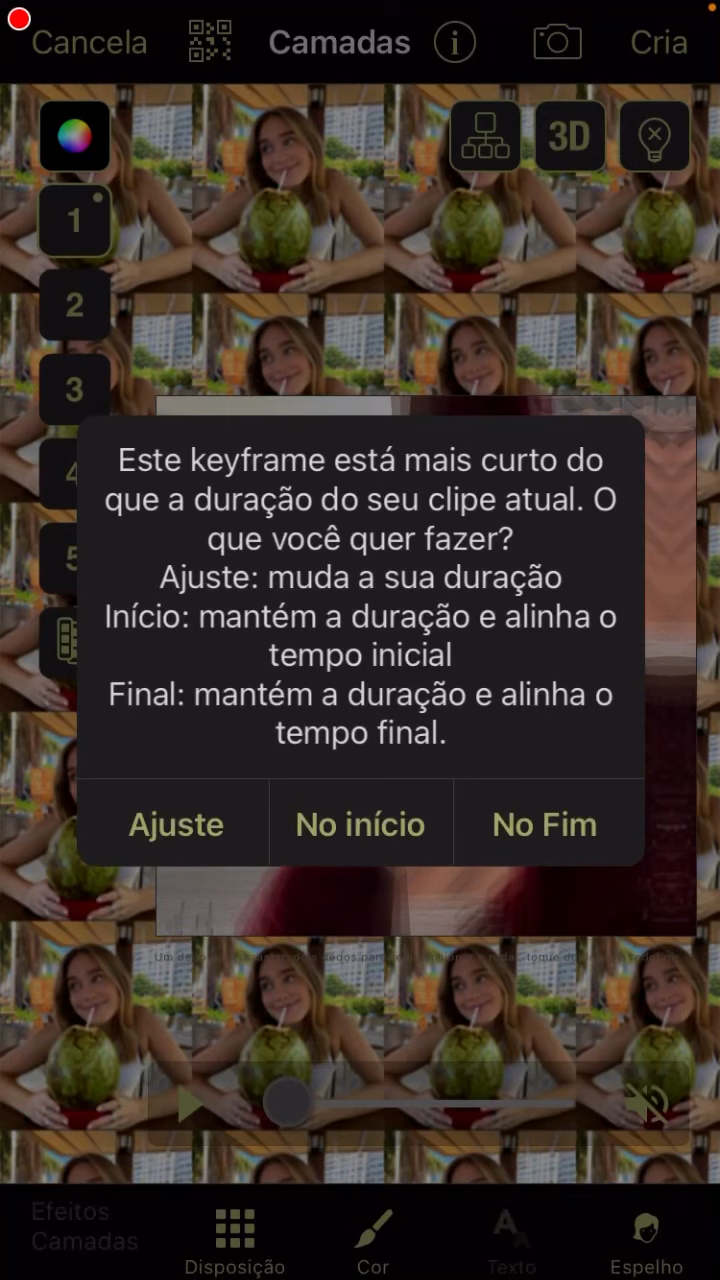 Cancela Camadas i Cria
3D
1
2
3
4
5
Este keyframe está mais curto do
que a duração do seu clipe atual. O
que você quer fazer?
Ajuste: muda a sua duração
Início: mantém a duração e alinha o
tempo inicial
Final: mantém a duração e alinha o
tempo final.
Ajuste No início No Fim
Efeitos
Camadas
Disposição Cor Texto Espelho